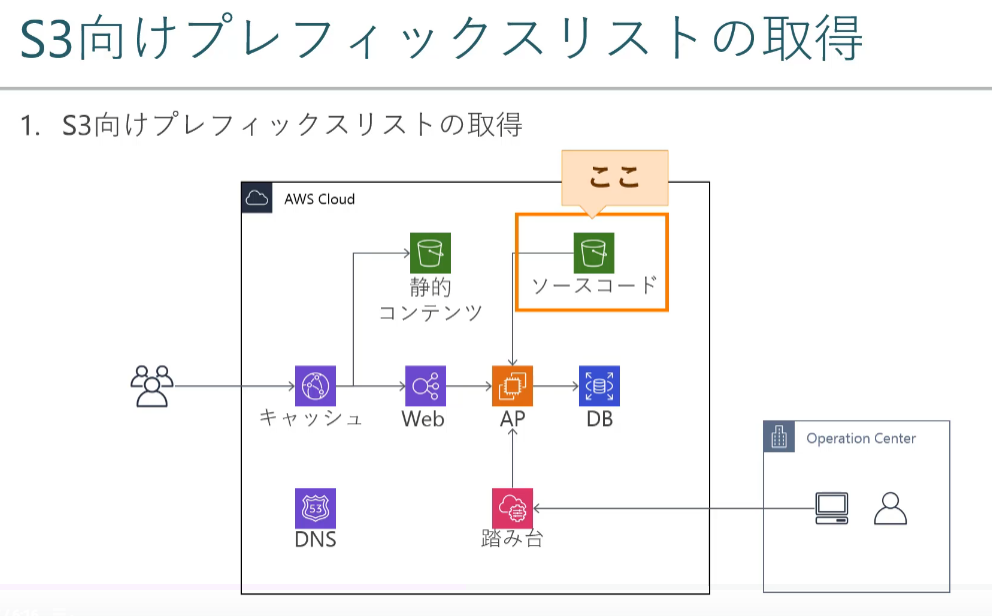 S3向けプレフィックスリストの取得
1. S3向けプレフィックスリストの取得
ここ
AWS Cloud
静的
コンテンツ
ソースコード
キャッシュ
Web
AP
DB
Operation Center
53
DNS
踏み台